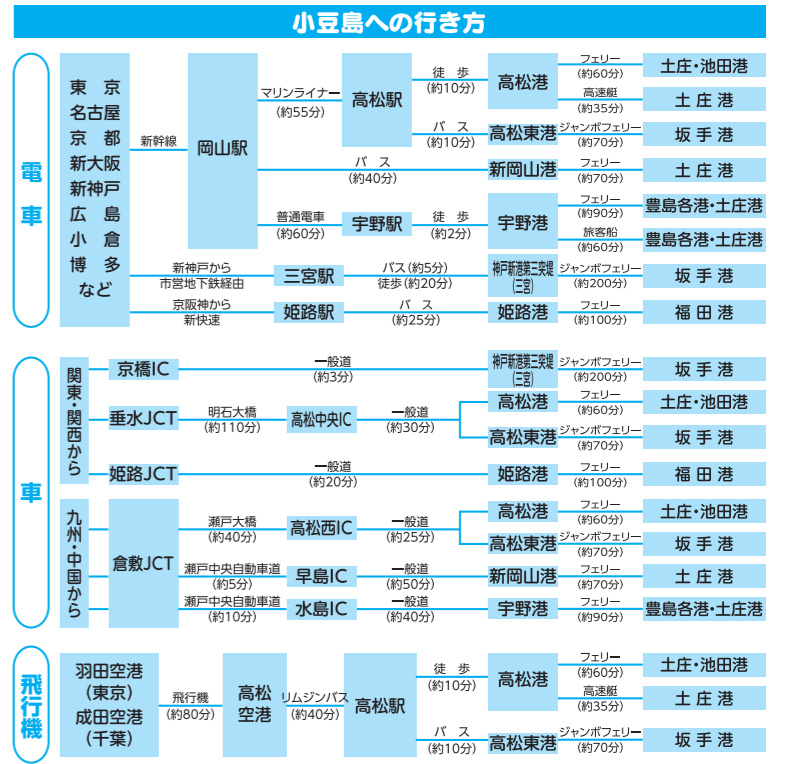 小豆島への行き方
電車
東　京
名古屋
京　都
新大阪
新神戸
広　島
小　倉
博　多
など
新幹線
岡山駅
マリンライナー
(約55分)
高松駅
徒　歩
(約10分)
高松港
フェリー
(約60分)
土庄・池田港
高速艇
(約35分)
土 庄 港
バ　ス
(約10分)
高松東港
ジャンボフェリー
(約70分)
坂 手 港
バ　ス
(約40分)
新岡山港
フェリー
(約70分)
土 庄 港
普通電車
(約60分)
宇野駅
徒　歩
(約2分)
宇野港
フェリー
(約90分)
豊島各港・土庄港
旅客船
(約60分)
豊島各港・土庄港
新神戸から
市営地下鉄経由
三宮駅
バス(約5分)
徒歩(約20分)
神戸新港第三突堤
(三宮)
ジャンボフェリー
(約200分)
坂 手 港
京阪神から
新快速
姫路駅
バ　ス
(約25分)
姫路港
フェリー
(約100分)
福 田 港
車
関東・関西から
京橋IC
一般道
(約3分)
神戸新港第三突堤
(三宮)
ジャンボフェリー
(約200分)
坂 手 港
垂水JCT
明石大橋
(約110分)
高松中央IC
一般道
(約30分)
高松港
フェリー
(約60分)
土庄・池田港
高松東港
ジャンボフェリー
(約70分)
坂 手 港
姫路JCT
一般道
(約20分)
姫路港
フェリー
(約100分)
福 田 港
九州・中国から
倉敷JCT
瀬戸大橋
(約40分)
高松西IC
一般道
(約25分)
高松港
フェリー
(約60分)
土庄・池田港
高松東港
ジャンボフェリー
(約70分)
坂 手 港
瀬戸中央自動車道
(約5分)
早島IC
一般道
(約50分)
新岡山港
フェリー
(約70分)
土 庄 港
瀬戸中央自動車道
(約10分)
水島IC
一般道
(約40分)
宇野港
フェリー
(約90分)
豊島各港・土庄港
飛行機
羽田空港
(東京)
成田空港
(千葉)
飛行機
(約80分)
高松
空港
リムジンバス
(約40分)
高松駅
徒　歩
(約10分)
高松港
フェリー
(約60分)
土庄・池田港
高速艇
(約35分)
土 庄 港
バ　ス
(約10分)
高松東港
ジャンボフェリー
(約70分)
坂 手 港